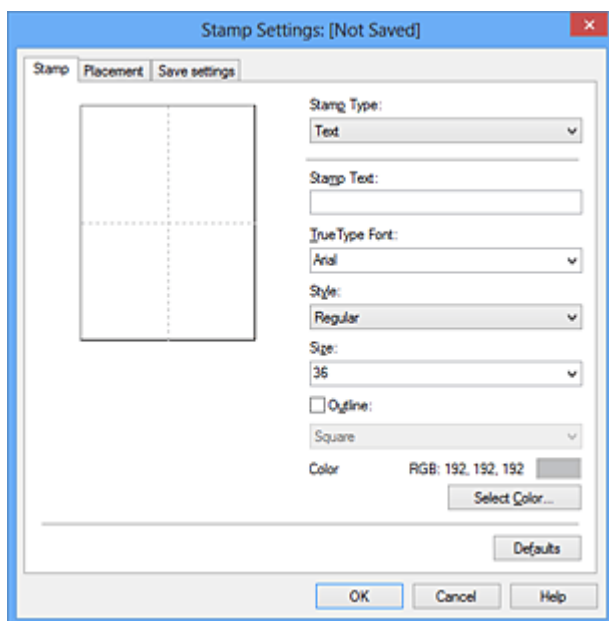 Stamp Settings: [Not Saved]
Stamp Placement Save settings
Stamp Type:
Text
Stamp Text:
TrueType Font:
Arial
Style:
Regular
Size:
36
Outline:
Square
Color RGB: 192, 192, 192
Select Color...
Defaults
OK Cancel Help